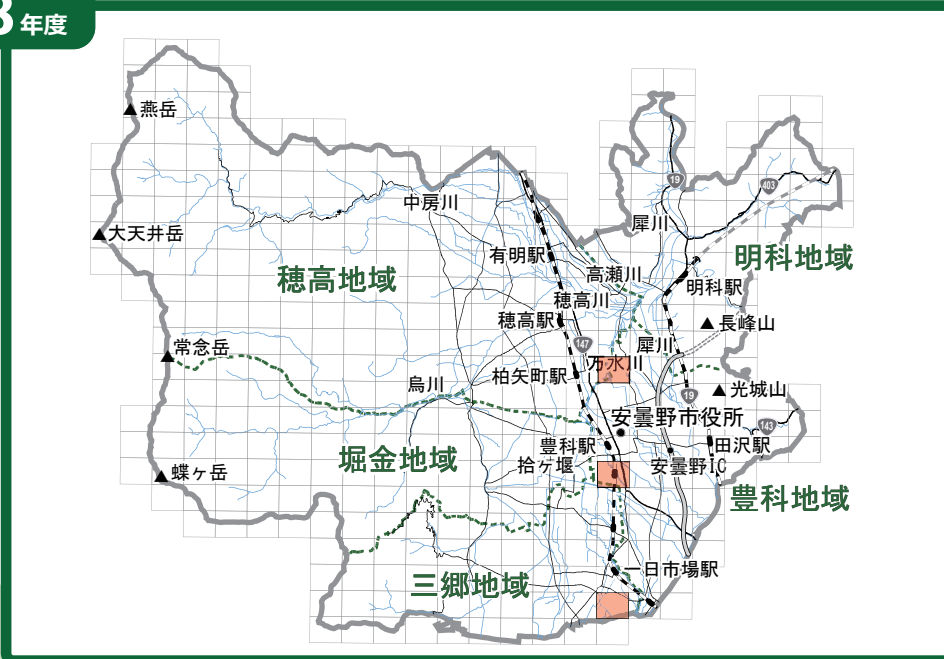 3年度
▲燕岳
19
403
中房川
犀川
▲大天井岳
有明駅
明科地域
高瀬川
穂高地域
明科駅
穂高川
穂高駅
▲長峰山
147
犀川
▲常念岳
万水川
柏矢町駅
烏川
▲光城山
19
安曇野市役所
143
豊科駅
田沢駅
堀金地域
拾ヶ堰
安曇野IC
▲蝶ヶ岳
豊科地域
一日市場駅
三郷地域